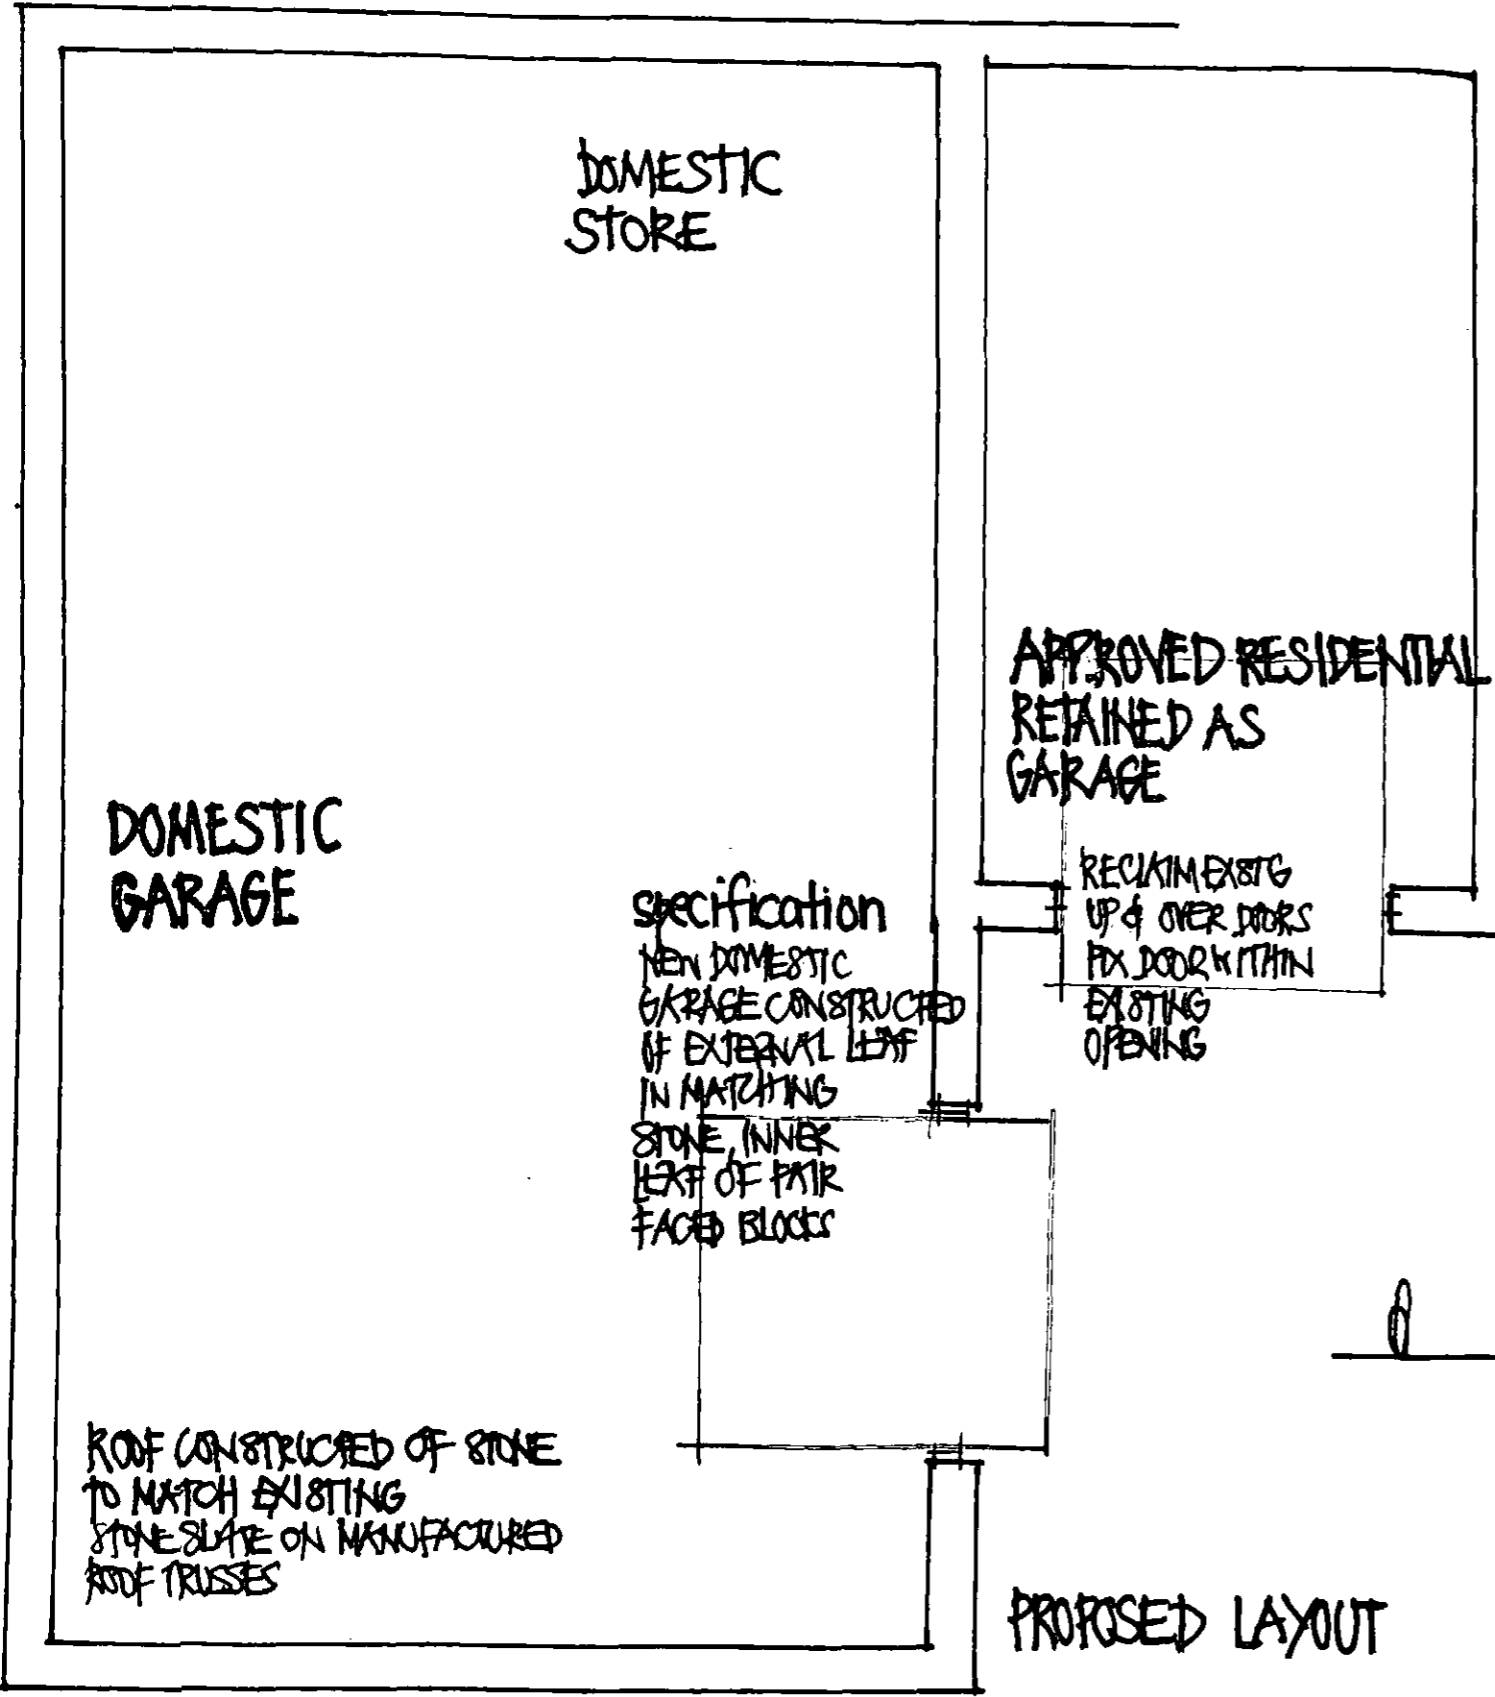 DOMESTIC
STORE
APPROVED RESIDENTIAL
RETAINED AS
GARAGE
DOMESTIC
GARAGE
RECLAIM EXISTG
UP & OVER DOORS
FIX DOOR WITHIN
EXISTING
OPENING
specification
NEW DOMESTIC
GARAGE CONSTRUCTED
OF EXTERNAL LEAF
IN MATCHING
STONE, INNER
LEAF OF FAIR
FACED BLOCKS
ROOF CONSTRUCTED OF STONE
TO MATCH EXISTING
STONE SLATE ON MANUFACTURED
ROOF TRUSSES
PROPOSED LAYOUT